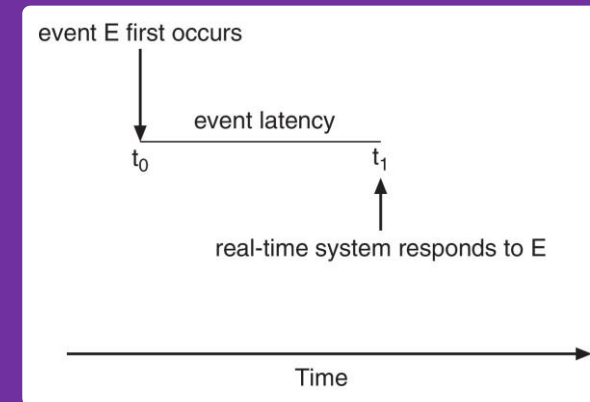 event E first occurs
event latency
t₀
t₁
real-time system responds to E
Time